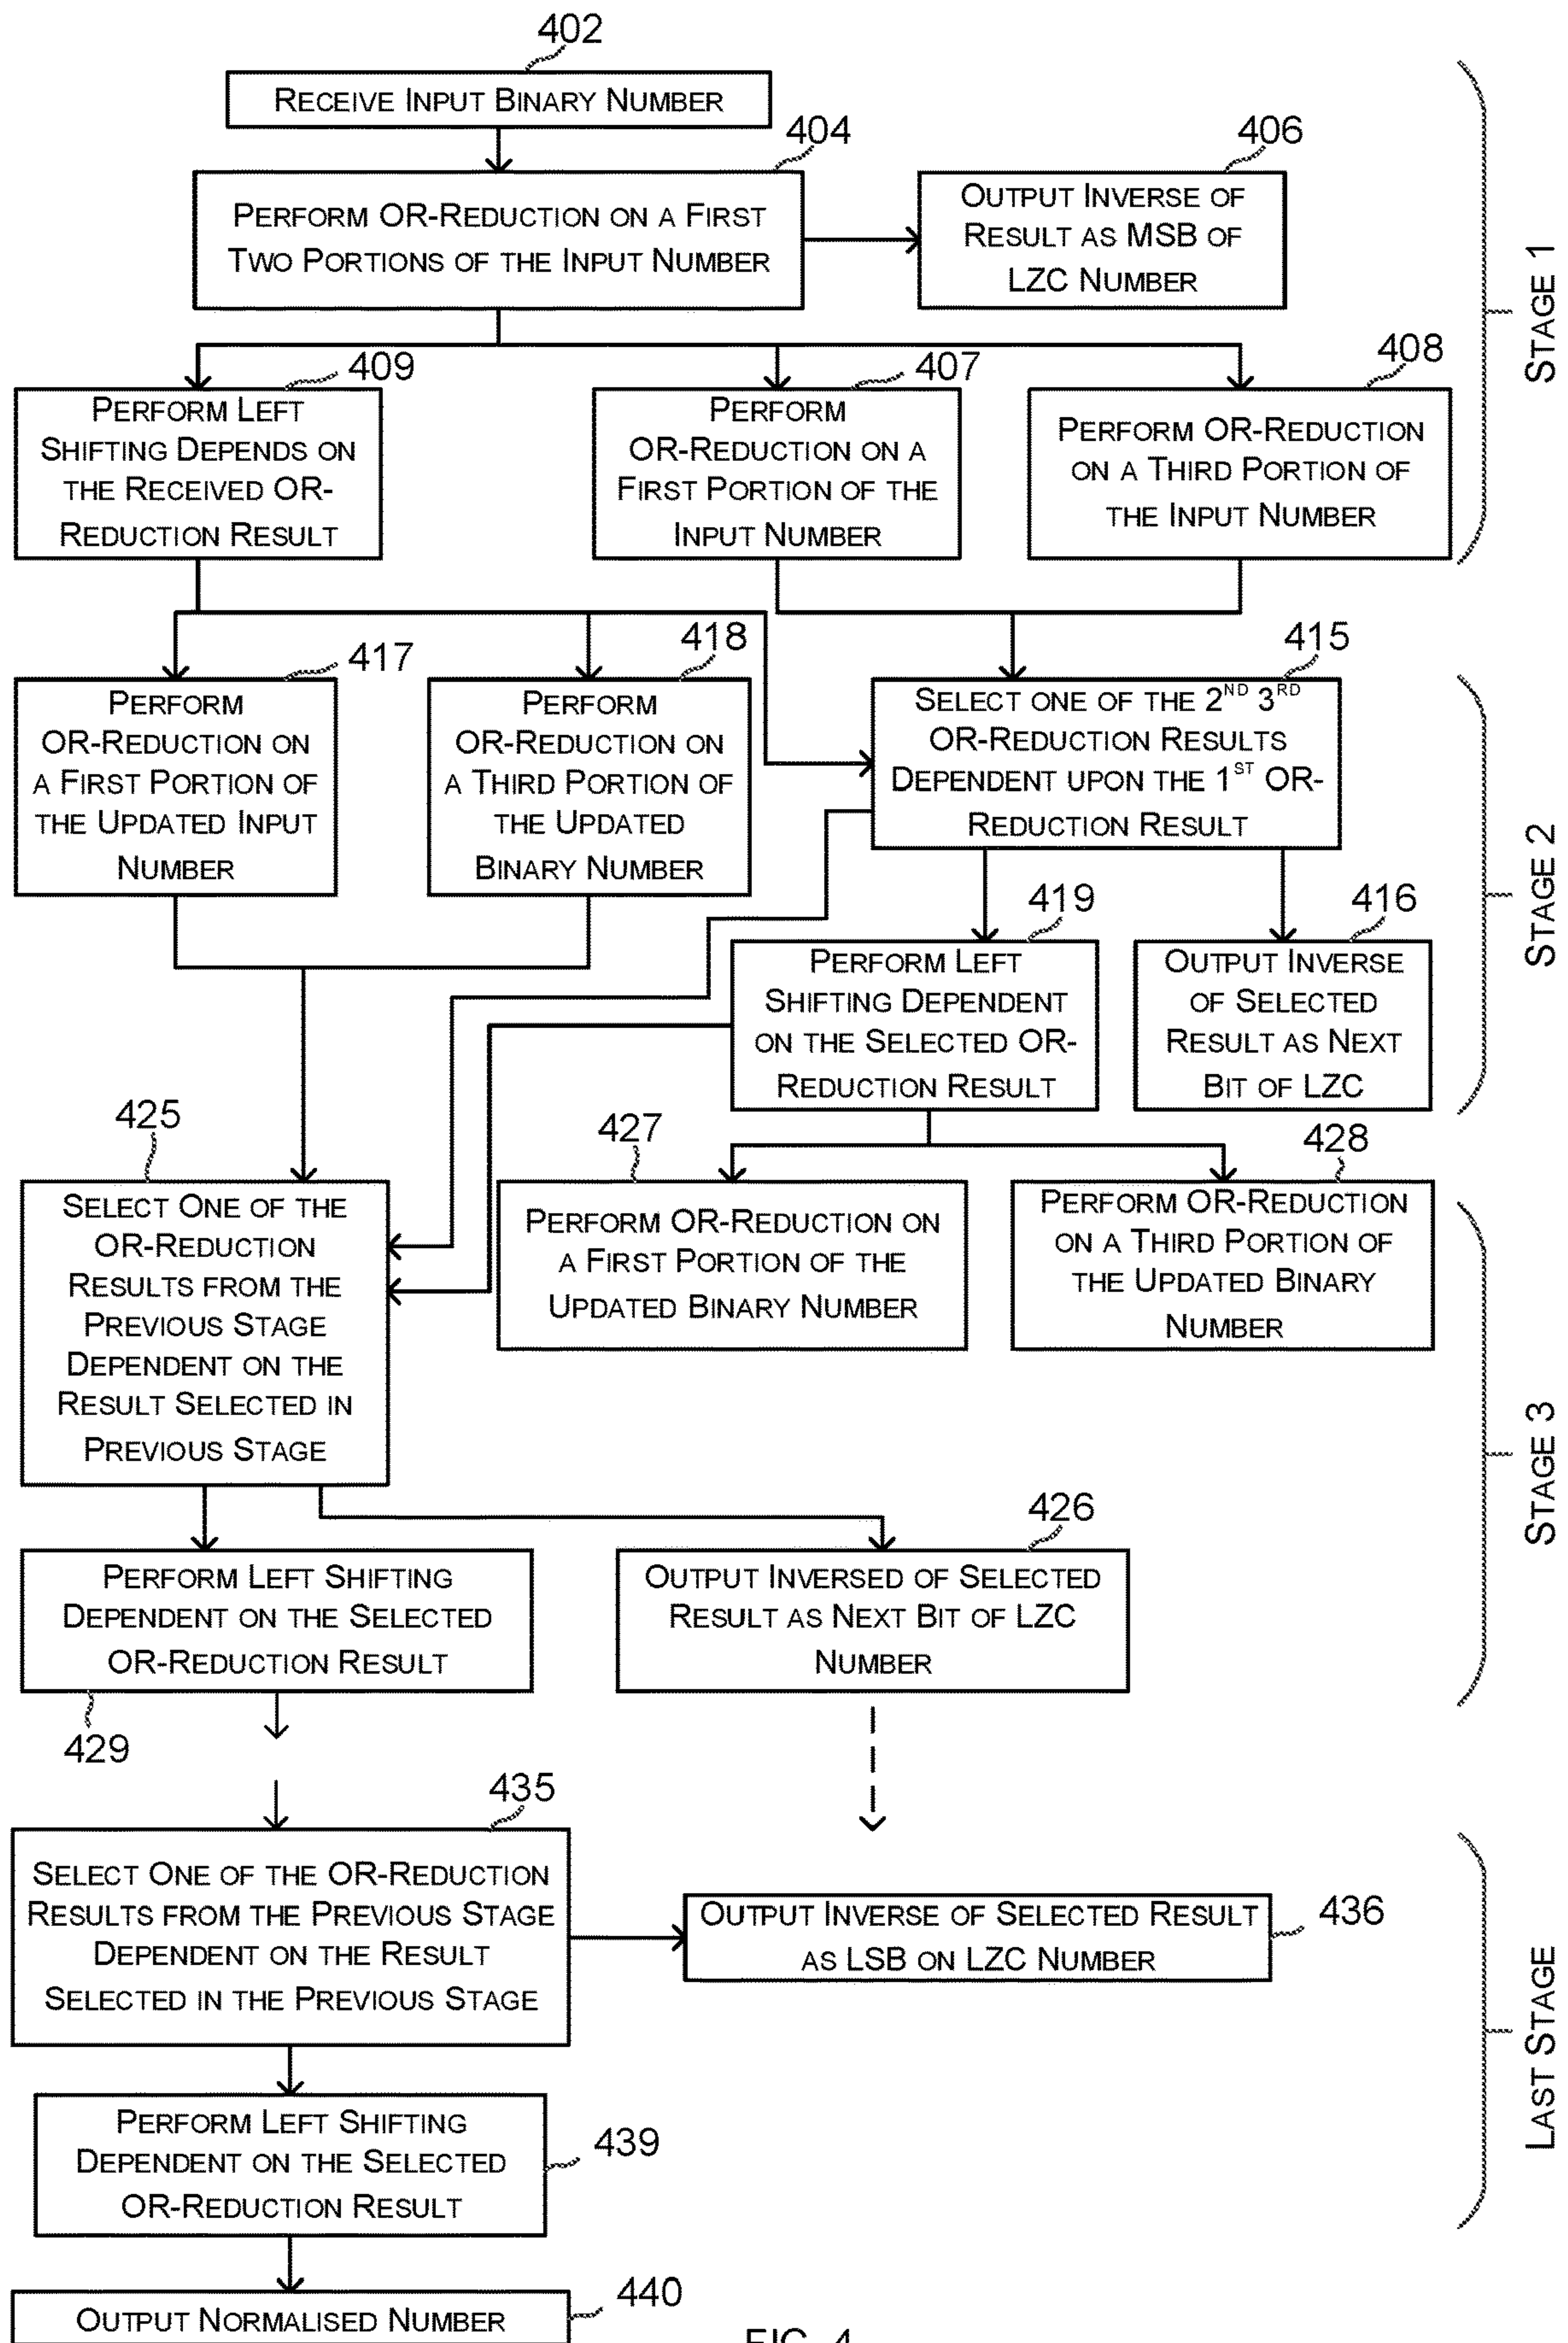 402
RECEIVE INPUT BINARY NUMBER
404
PERFORM OR-REDUCTION ON A FIRST
TWO PORTIONS OF THE INPUT NUMBER
406
OUTPUT INVERSE OF
RESULT AS MSB OF
LZC NUMBER
STAGE 1
409
PERFORM LEFT
SHIFTING DEPENDS ON
THE RECEIVED OR-
REDUCTION RESULT
407
PERFORM
OR-REDUCTION ON A
FIRST PORTION OF THE
INPUT NUMBER
408
PERFORM OR-REDUCTION
ON A THIRD PORTION OF
THE INPUT NUMBER
417
PERFORM
OR-REDUCTION ON
A FIRST PORTION OF
THE UPDATED INPUT
NUMBER
418
PERFORM
OR-REDUCTION ON
A THIRD PORTION OF
THE UPDATED
BINARY NUMBER
415
SELECT ONE OF THE 2ND 3RD
OR-REDUCTION RESULTS
DEPENDENT UPON THE 1ST OR-
REDUCTION RESULT
STAGE 2
419
PERFORM LEFT
SHIFTING DEPENDENT
ON THE SELECTED OR-
REDUCTION RESULT
416
OUTPUT INVERSE
OF SELECTED
RESULT AS NEXT
BIT OF LZC
425
SELECT ONE OF THE
OR-REDUCTION
RESULTS FROM THE
PREVIOUS STAGE
DEPENDENT ON THE
RESULT SELECTED IN
PREVIOUS STAGE
427
PERFORM OR-REDUCTION ON
A FIRST PORTION OF THE
UPDATED BINARY NUMBER
428
PERFORM OR-REDUCTION
ON A THIRD PORTION OF
THE UPDATED BINARY
NUMBER
STAGE 3
PERFORM LEFT SHIFTING
DEPENDENT ON THE SELECTED
OR-REDUCTION RESULT
429
426
OUTPUT INVERSED OF SELECTED
RESULT AS NEXT BIT OF LZC
NUMBER
435
SELECT ONE OF THE OR-REDUCTION
RESULTS FROM THE PREVIOUS STAGE
DEPENDENT ON THE RESULT
SELECTED IN THE PREVIOUS STAGE
OUTPUT INVERSE OF SELECTED RESULT
AS LSB ON LZC NUMBER
436
LAST STAGE
PERFORM LEFT SHIFTING
DEPENDENT ON THE SELECTED
OR-REDUCTION RESULT
439
OUTPUT NORMALISED NUMBER
440
FIG. 4